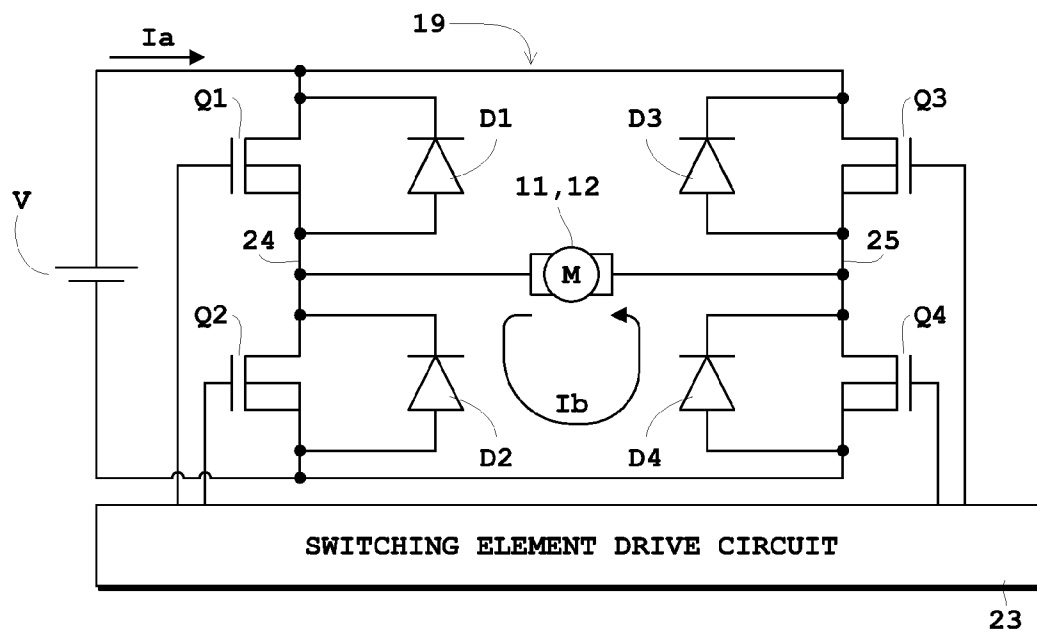 19
Ia
Q1
D1
D3
Q3
11,12
V
24
25
M
Q2
Q4
Ib
D2
D4
SWITCHING ELEMENT DRIVE CIRCUIT
23